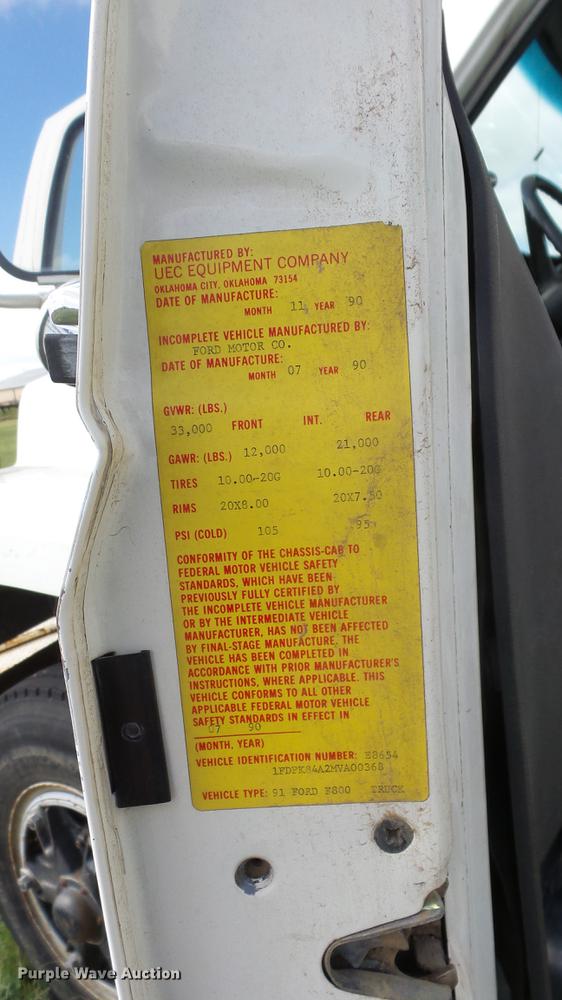 MANUFACTURED BY:
UEC EQUIPMENT COMPANY
OKLAHOMA CITY, OKLAHOMA 73154
DATE OF MANUFACTURE:
MONTH 11 YEAR 90
INCOMPLETE VEHICLE MANUFACTURED BY:
FORD MOTOR CO.
DATE OF MANUFACTURE:
MONTH 07 YEAR 90
GVWR: (LBS.)
33,000 FRONT INT. REAR
GAWR: (LBS.) 12,000 21,000
TIRES 10.00-20G 10.00-20G
RIMS 20X8.00 20X7.50
PSI (COLD) 105 95
CONFORMITY OF THE CHASSIS-CAB TO
FEDERAL MOTOR VEHICLE SAFETY
STANDARDS, WHICH HAVE BEEN
PREVIOUSLY FULLY CERTIFIED BY
THE INCOMPLETE VEHICLE MANUFACTURER
OR BY THE INTERMEDIATE VEHICLE
MANUFACTURER, HAS NOT BEEN AFFECTED
BY FINAL-STAGE MANUFACTURE. THE
VEHICLE HAS BEEN COMPLETED IN
ACCORDANCE WITH PRIOR MANUFACTURER'S
INSTRUCTIONS, WHERE APPLICABLE. THIS
VEHICLE CONFORMS TO ALL OTHER
APPLICABLE FEDERAL MOTOR VEHICLE
SAFETY STANDARDS IN EFFECT IN
07 90
(MONTH, YEAR)
VEHICLE IDENTIFICATION NUMBER: E8654
1FDPK84A2MVA00368
VEHICLE TYPE: 91 FORD F800 TRUCK
Purple Wave Auction